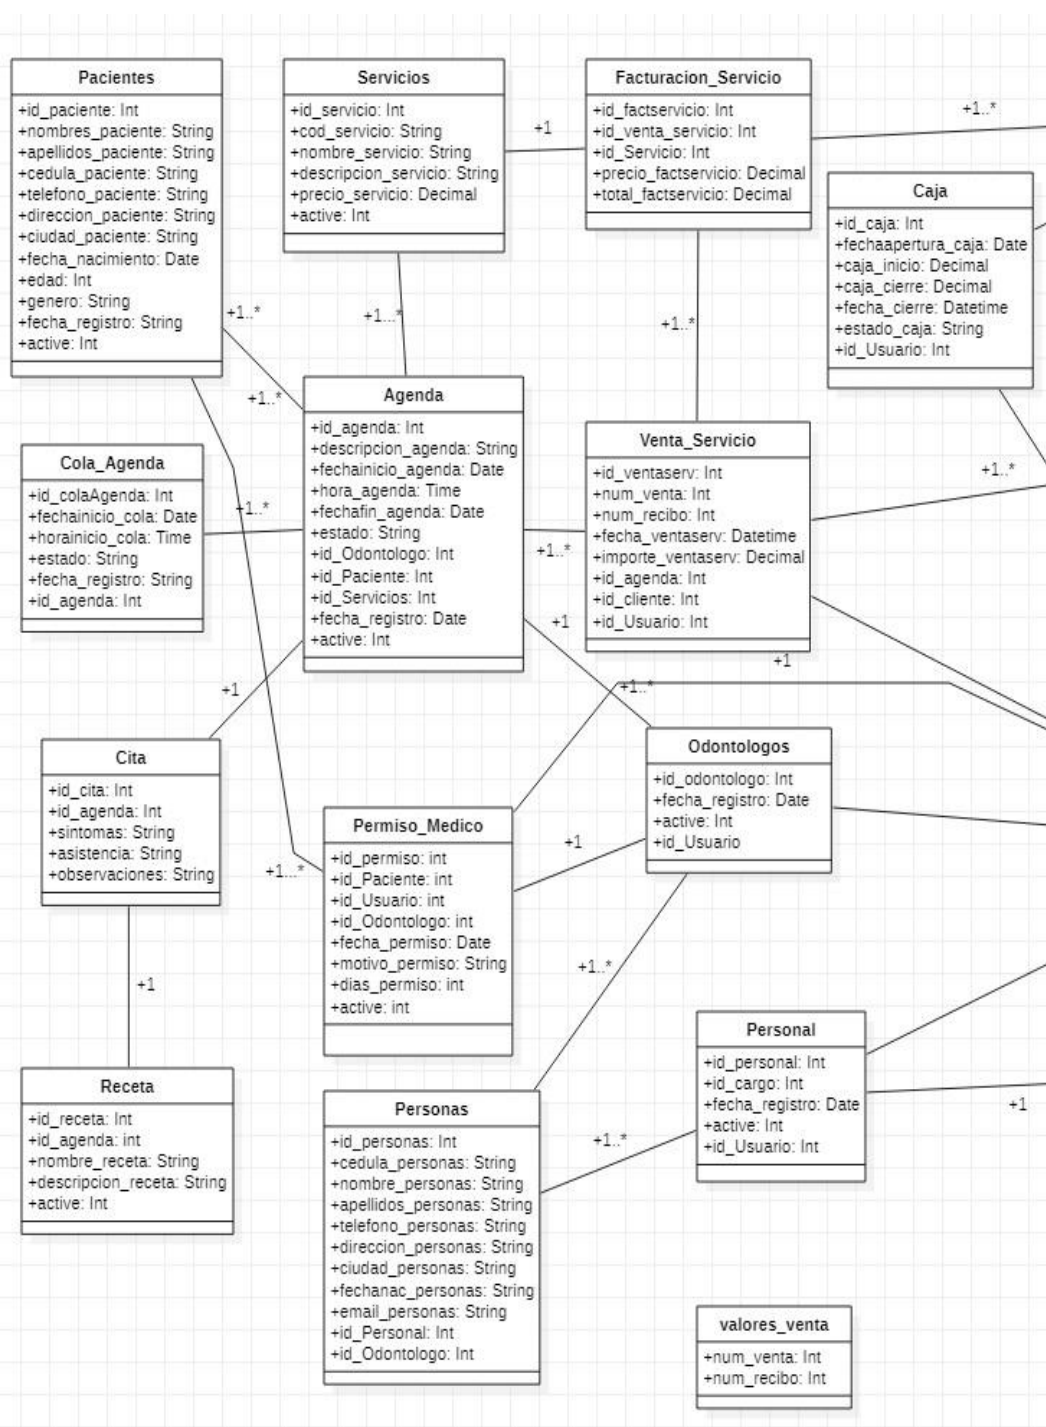 Pacientes
+id_paciente: Int
+nombres_paciente: String
+apellidos_paciente: String
+cedula_paciente: String
+telefono_paciente: String
+direccion_paciente: String
+ciudad_paciente: String
+fecha_nacimiento: Date
+edad: Int
+genero: String
+fecha_registro: String
+active: Int
Servicios
+id_servicio: Int
+cod_servicio: String
+nombre_servicio: String
+descripcion_servicio: String
+precio_servicio: Decimal
+active: Int
+1
Facturacion_Servicio
+id_factservicio: Int
+id_venta_servicio: Int
+id_Servicio: Int
+precio_factservicio: Decimal
+total_factservicio: Decimal
+1..*
Caja
+id_caja: Int
+fechaapertura_caja: Date
+caja_inicio: Decimal
+caja_cierre: Decimal
+fecha_cierre: Datetime
+estado_caja: String
+id_Usuario: Int
+1..*
+1...*
+1..*
+1..*
Agenda
+id_agenda: Int
+descripcion_agenda: String
+fechainicio_agenda: Date
+hora_agenda: Time
+fechafin_agenda: Date
+estado: String
+id_Odontologo: Int
+id_Paciente: Int
+id_Servicios: Int
+fecha_registro: Date
+active: Int
Cola_Agenda
+id_colaAgenda: Int
+fechainicio_cola: Date
+horainicio_cola: Time
+estado: String
+fecha_registro: String
+id_agenda: Int
+1..*
Venta_Servicio
+id_ventaserv: Int
+num_venta: Int
+num_recibo: Int
+fecha_ventaserv: Datetime
+importe_ventaserv: Decimal
+id_agenda: Int
+id_cliente: Int
+id_Usuario: Int
+1..*
+1..*
+1
+1
+1..*
+1
Cita
+id_cita: Int
+id_agenda: Int
+sintomas: String
+asistencia: String
+observaciones: String
Odontologos
+id_odontologo: Int
+fecha_registro: Date
+active: Int
+id_Usuario
Permiso_Medico
+id_permiso: int
+id_Paciente: int
+id_Usuario: int
+id_Odontologo: int
+fecha_permiso: Date
+motivo_permiso: String
+dias_permiso: int
+active: int
+1
+1...*
+1..*
+1
Receta
+id_receta: Int
+id_agenda: int
+nombre_receta: String
+descripcion_receta: String
+active: Int
Personal
+id_personal: Int
+id_cargo: Int
+fecha_registro: Date
+active: Int
+id_Usuario: Int
+1
+1..*
Personas
+id_personas: Int
+cedula_personas: String
+nombre_personas: String
+apellidos_personas: String
+telefono_personas: String
+direccion_personas: String
+ciudad_personas: String
+fechanac_personas: String
+email_personas: String
+id_Personal: Int
+id_Odontologo: Int
valores_venta
+num_venta: Int
+num_recibo: Int